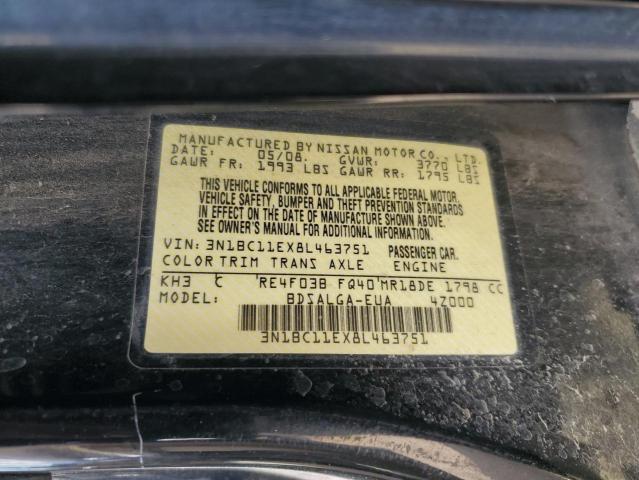 MANUFACTURED BY NISSAN MOTOR CO., LTD.
DATE: 05/08. GVWR: 3770 LBS
GAWR FR: 1993 LBS GAWR RR: 1795 LBS
THIS VEHICLE CONFORMS TO ALL APPLICABLE FEDERAL MOTOR
VEHICLE SAFETY, BUMPER AND THEFT PREVENTION STANDARDS
IN EFFECT ON THE DATE OF MANUFACTURE SHOWN ABOVE.
SEE OWNER'S MANUAL FOR ADDITIONAL INFORMATION.
VIN: 3N1BC11EX8L463751 PASSENGER CAR.
COLOR TRIM TRANS AXLE ENGINE
KH3 C RE4F03B FQ40 MR18DE 1798 CC
MODEL: BDSALGA-EUA 4Z000
3N1BC11EX8L463751